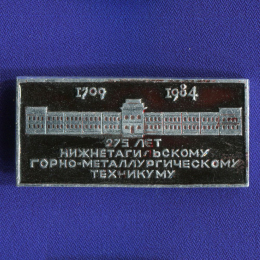 1709 1984
275 ЛЕТ
НИЖНЕТАГИЛЬСКОМУ
ГОРНО-МЕТАЛЛУРГИЧЕСКОМУ
ТЕХНИКУМУ